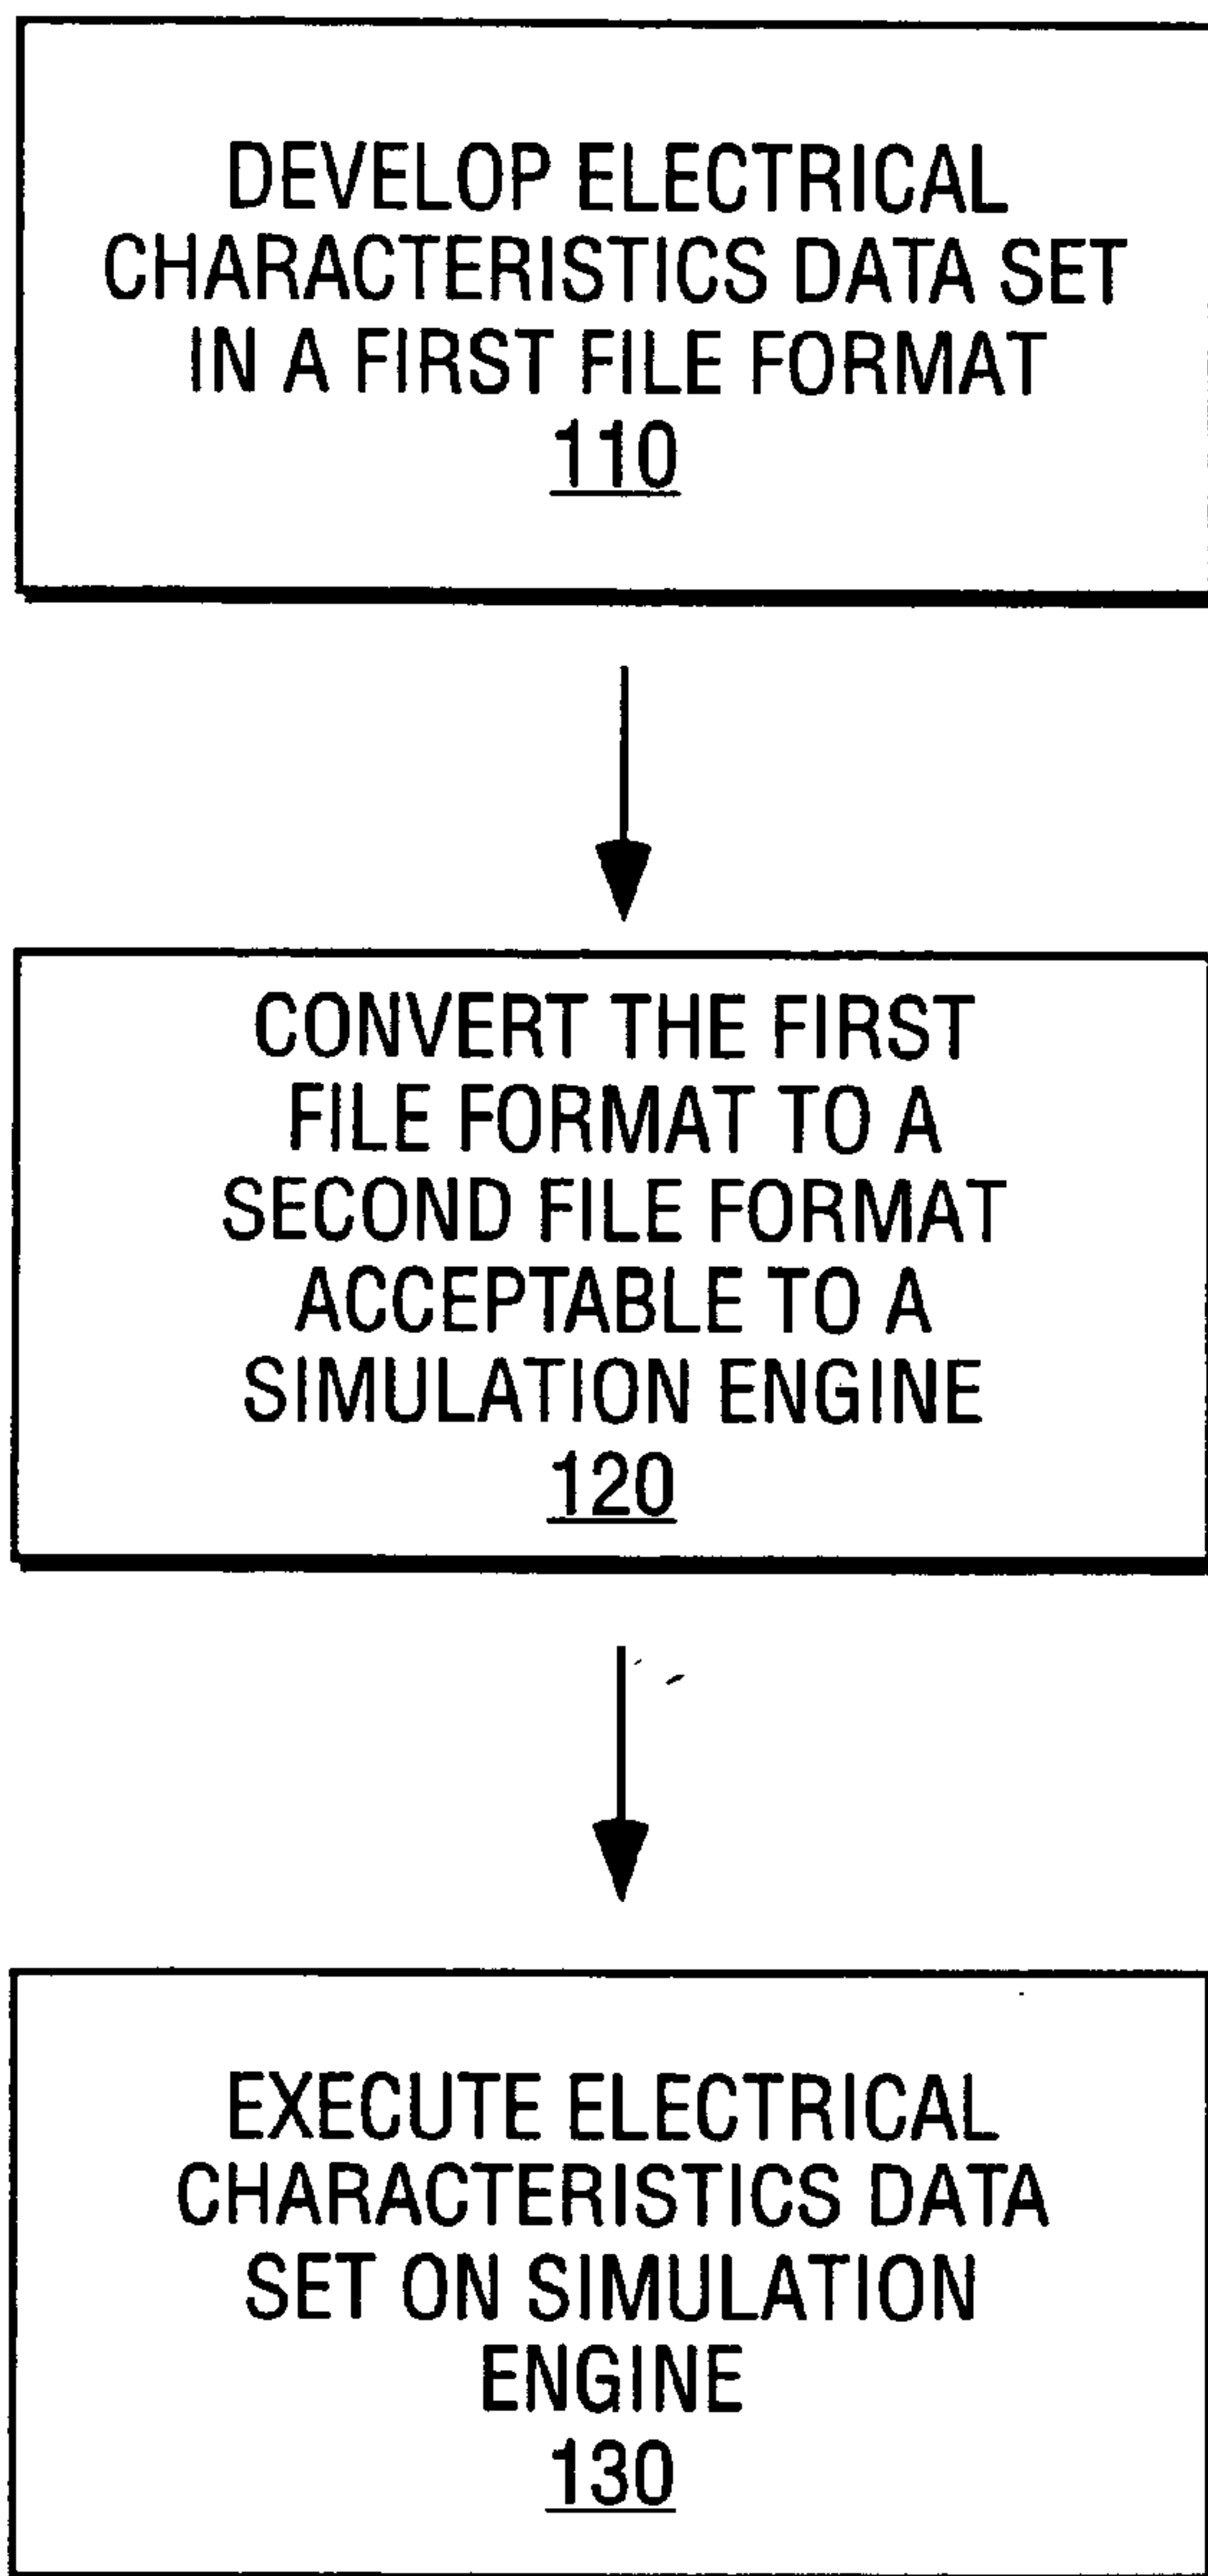 DEVELOP ELECTRICAL
CHARACTERISTICS DATA SET
IN A FIRST FILE FORMAT
110
CONVERT THE FIRST
FILE FORMAT TO A
SECOND FILE FORMAT
ACCEPTABLE TO A
SIMULATION ENGINE
120
EXECUTE ELECTRICAL
CHARACTERISTICS DATA
SET ON SIMULATION
ENGINE
130